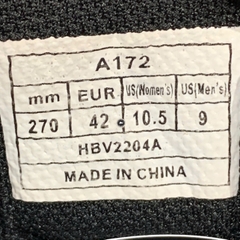 A172
mm EUR US(Women's) US(Men's)
270 42 10.5 9
HBV2204A
MADE IN CHINA